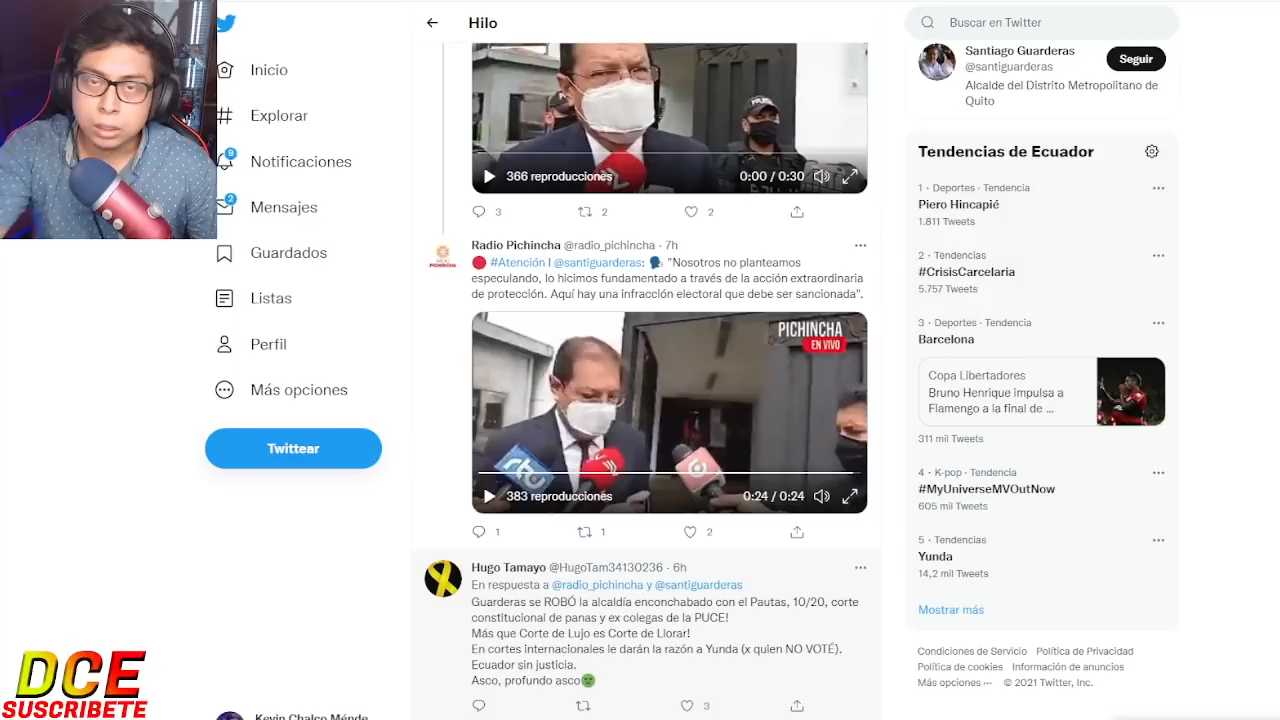 Inicio
Explorar
9
Notificaciones
2
Mensajes
Guardados
Listas
Perfil
Más opciones
Twittear
DCE
SUSCRIBETE
Kevin Chalco Ménde
Hilo
366 reproducciones
0:00 / 0:30
3
2
2
Radio Pichincha @radio_pichincha · 7h
#Atención | @santiguarderas: "Nosotros no planteamos
especulando, lo hicimos fundamentado a través de la acción extraordinaria
de protección. Aquí hay una infracción electoral que debe ser sancionada".
PICHINCHA
EN VIVO
rtu
383 reproducciones
0:24 / 0:24
1
1
2
Hugo Tamayo @HugoTam34130236 · 6h
En respuesta a @radio_pichincha y @santiguarderas
Guarderas se ROBÓ la alcaldía enconchabado con el Pautas, 10/20, corte
constitucional de panas y ex colegas de la PUCE!
Más que Corte de Lujo es Corte de Llorar!
En cortes internacionales le darán la razón a Yunda (x quien NO VOTÉ).
Ecuador sin justicia.
Asco, profundo asco
3
Buscar en Twitter
Santiago Guarderas
@santiguarderas
Seguir
Alcalde del Distrito Metropolitano de
Quito
Tendencias de Ecuador
1 · Deportes · Tendencia
Piero Hincapié
1.811 Tweets
2 · Tendencias
#CrisisCarcelaria
5.757 Tweets
3 · Deportes · Tendencia
Barcelona
Copa Libertadores
Bruno Henrique impulsa a
Flamengo a la final de ...
311 mil Tweets
4 · K-pop · Tendencia
#MyUniverseMVOutNow
605 mil Tweets
5 · Tendencias
Yunda
14,2 mil Tweets
Mostrar más
Condiciones de Servicio Política de Privacidad
Política de cookies Información de anuncios
Más opciones ··· © 2021 Twitter, Inc.